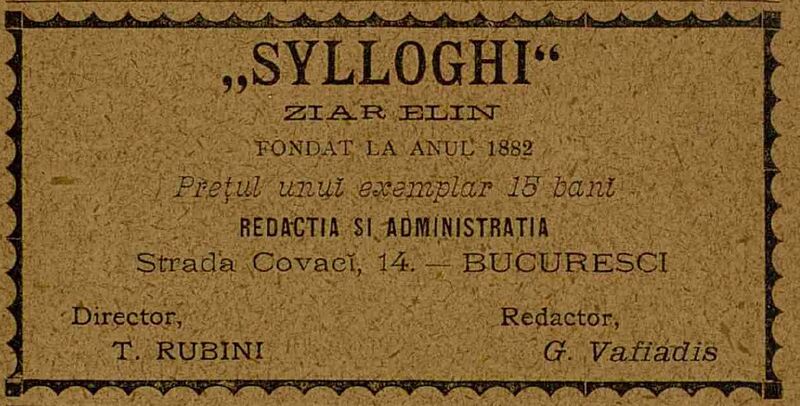 „SYLLOGHI“
ZIAR ELIN
FONDAT LA ANUL 1882
Prețul unuĭ exemplar 15 banĭ
REDACTIA SI ADMINISTRATIA
Strada Covacĭ, 14. — BUCURESCI
Director, Redactor,
T. RUBINI G. Vafiadis